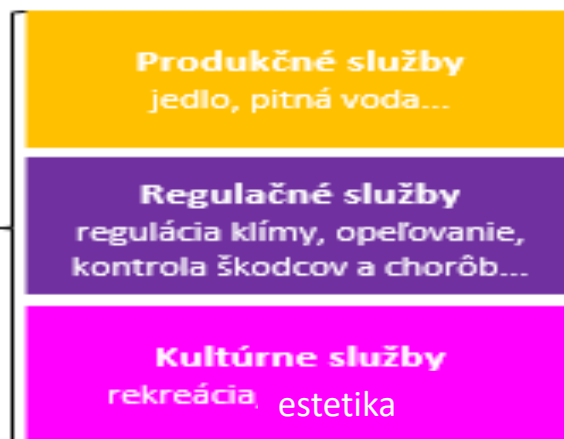 Produkčné služby
jedlo, pitná voda...
Regulačné služby
regulácia klímy, opeľovanie,
kontrola škodcov a chorôb...
Kultúrne služby
rekreácia, estetika